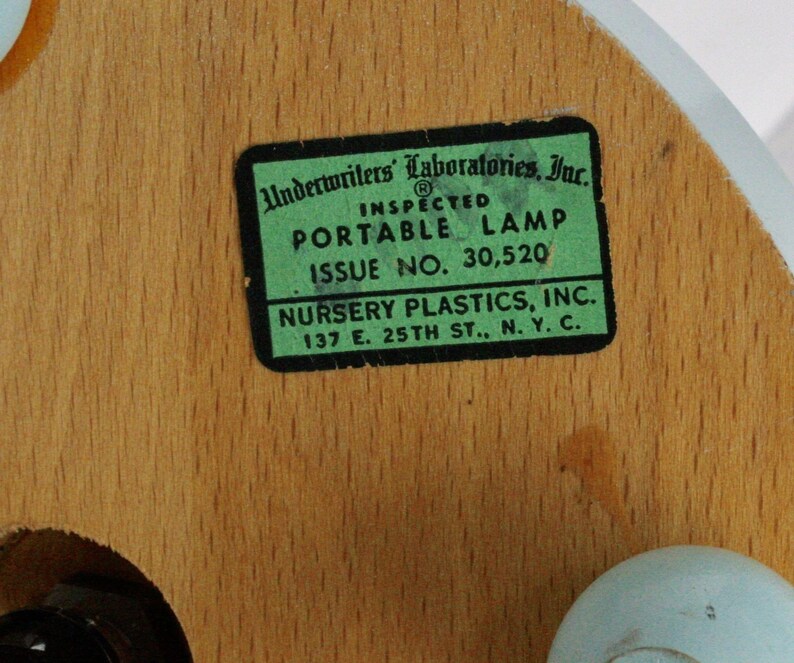 Underwriters' Laboratories, Inc.
®
INSPECTED
PORTABLE LAMP
ISSUE NO. 30,520
NURSERY PLASTICS, INC.
137 E. 25TH ST., N. Y. C.